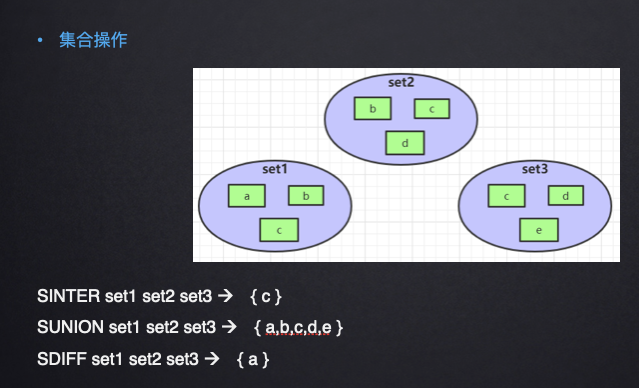 • 集合操作
set2
b c
d
set1 set3
a b c d
c e
SINTER set1 set2 set3 → { c }
SUNION set1 set2 set3 → { a,b,c,d,e }
SDIFF set1 set2 set3 → { a }